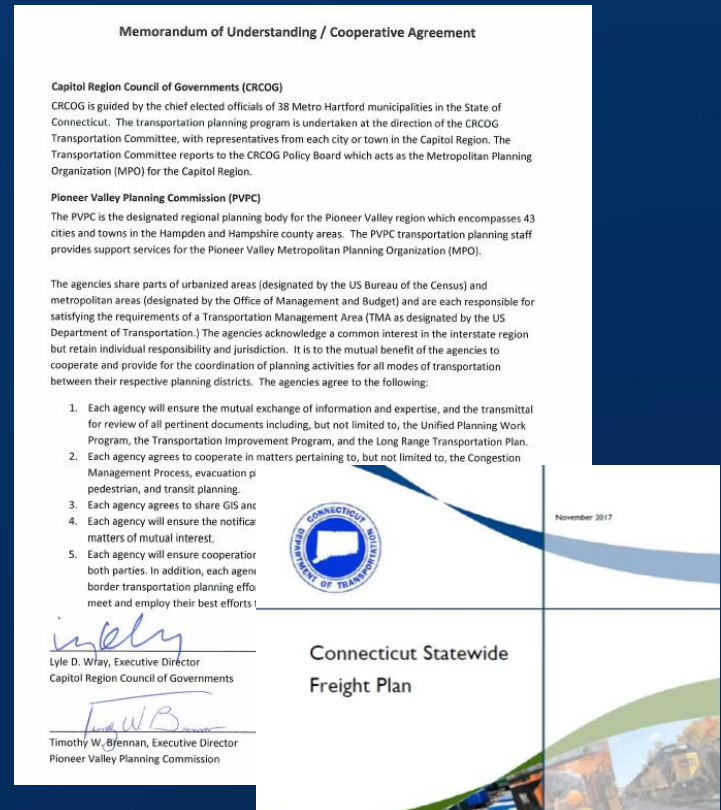 Memorandum of Understanding / Cooperative Agreement
Capitol Region Council of Governments (CRCOG)
CRCOG is guided by the chief elected officials of 38 Metro Hartford municipalities in the State of
Connecticut. The transportation planning program is undertaken at the direction of the CRCOG
Transportation Committee, with representatives from each city or town in the Capitol Region. The
Transportation Committee reports to the CRCOG Policy Board which acts as the Metropolitan Planning
Organization (MPO) for the Capitol Region.
Pioneer Valley Planning Commission (PVPC)
The PVPC is the designated regional planning body for the Pioneer Valley region which encompasses 43
cities and towns in the Hampden and Hampshire county areas. The PVPC transportation planning staff
provides support services for the Pioneer Valley Metropolitan Planning Organization (MPO).
The agencies share parts of urbanized areas (designated by the US Bureau of the Census) and
metropolitan areas (designated by the Office of Management and Budget) and are each responsible for
satisfying the requirements of a Transportation Management Area (TMA as designated by the US
Department of Transportation.) The agencies acknowledge a common interest in the interstate region
but retain individual responsibility and jurisdiction. It is to the mutual benefit of the agencies to
cooperate and provide for the coordination of planning activities for all modes of transportation
between their respective planning districts. The agencies agree to the following:
1. Each agency will ensure the mutual exchange of information and expertise, and the transmittal
for review of all pertinent documents including, but not limited to, the Unified Planning Work
Program, the Transportation Improvement Program, and the Long Range Transportation Plan.
2. Each agency agrees to cooperate in matters pertaining to, but not limited to, the Congestion
Management Process, evacuation
pedestrian, and transit planning.
3. Each agency agrees to share GIS
4. Each agency will ensure the
matters of mutual interest.
5. Each agency will ensure
both parties. In addition, each
border transportation planning
meet and employ their best efforts
Lyle D. Wray, Executive Director
Capitol Region Council of Governments
Timothy W. Brennan, Executive Director
Pioneer Valley Planning Commission
CONNECTICUT
DEPARTMENT OF TRANSPORTATION
November 2017
Connecticut Statewide
Freight Plan